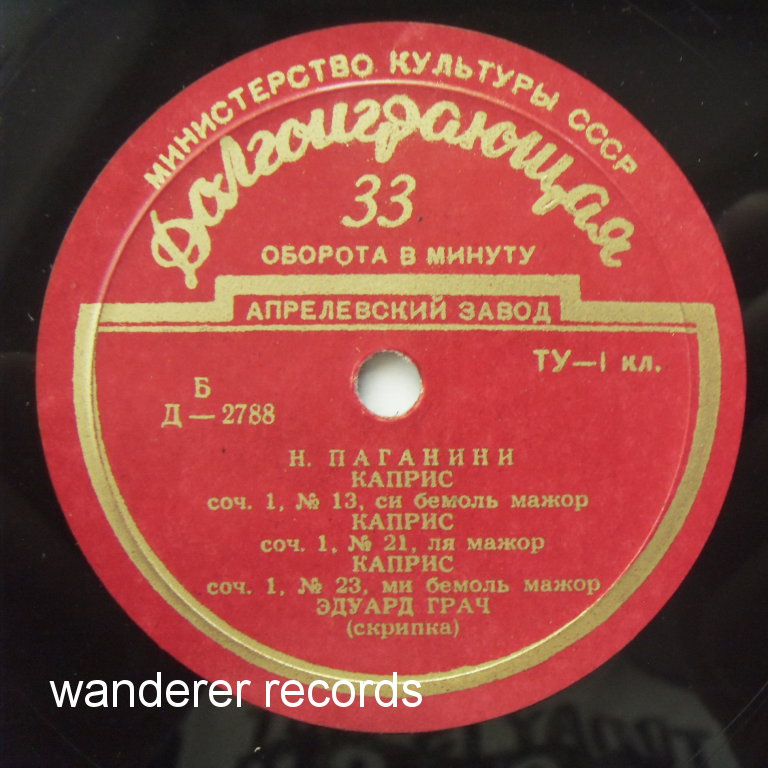 МИНИСТЕРСТВО КУЛЬТУРЫ СССР
Долгоиграющая
33
ОБОРОТА В МИНУТУ
АПРЕЛЕВСКИЙ ЗАВОД
ТУ—I кл.
Б
Д — 2788
Н. ПАГАНИНИ
КАПРИС
соч. 1, № 13, си бемоль мажор
КАПРИС
соч. 1, № 21, ля мажор
КАПРИС
соч. 1, № 23, ми бемоль мажор
ЭДУАРД ГРАЧ
(скрипка)
wanderer records